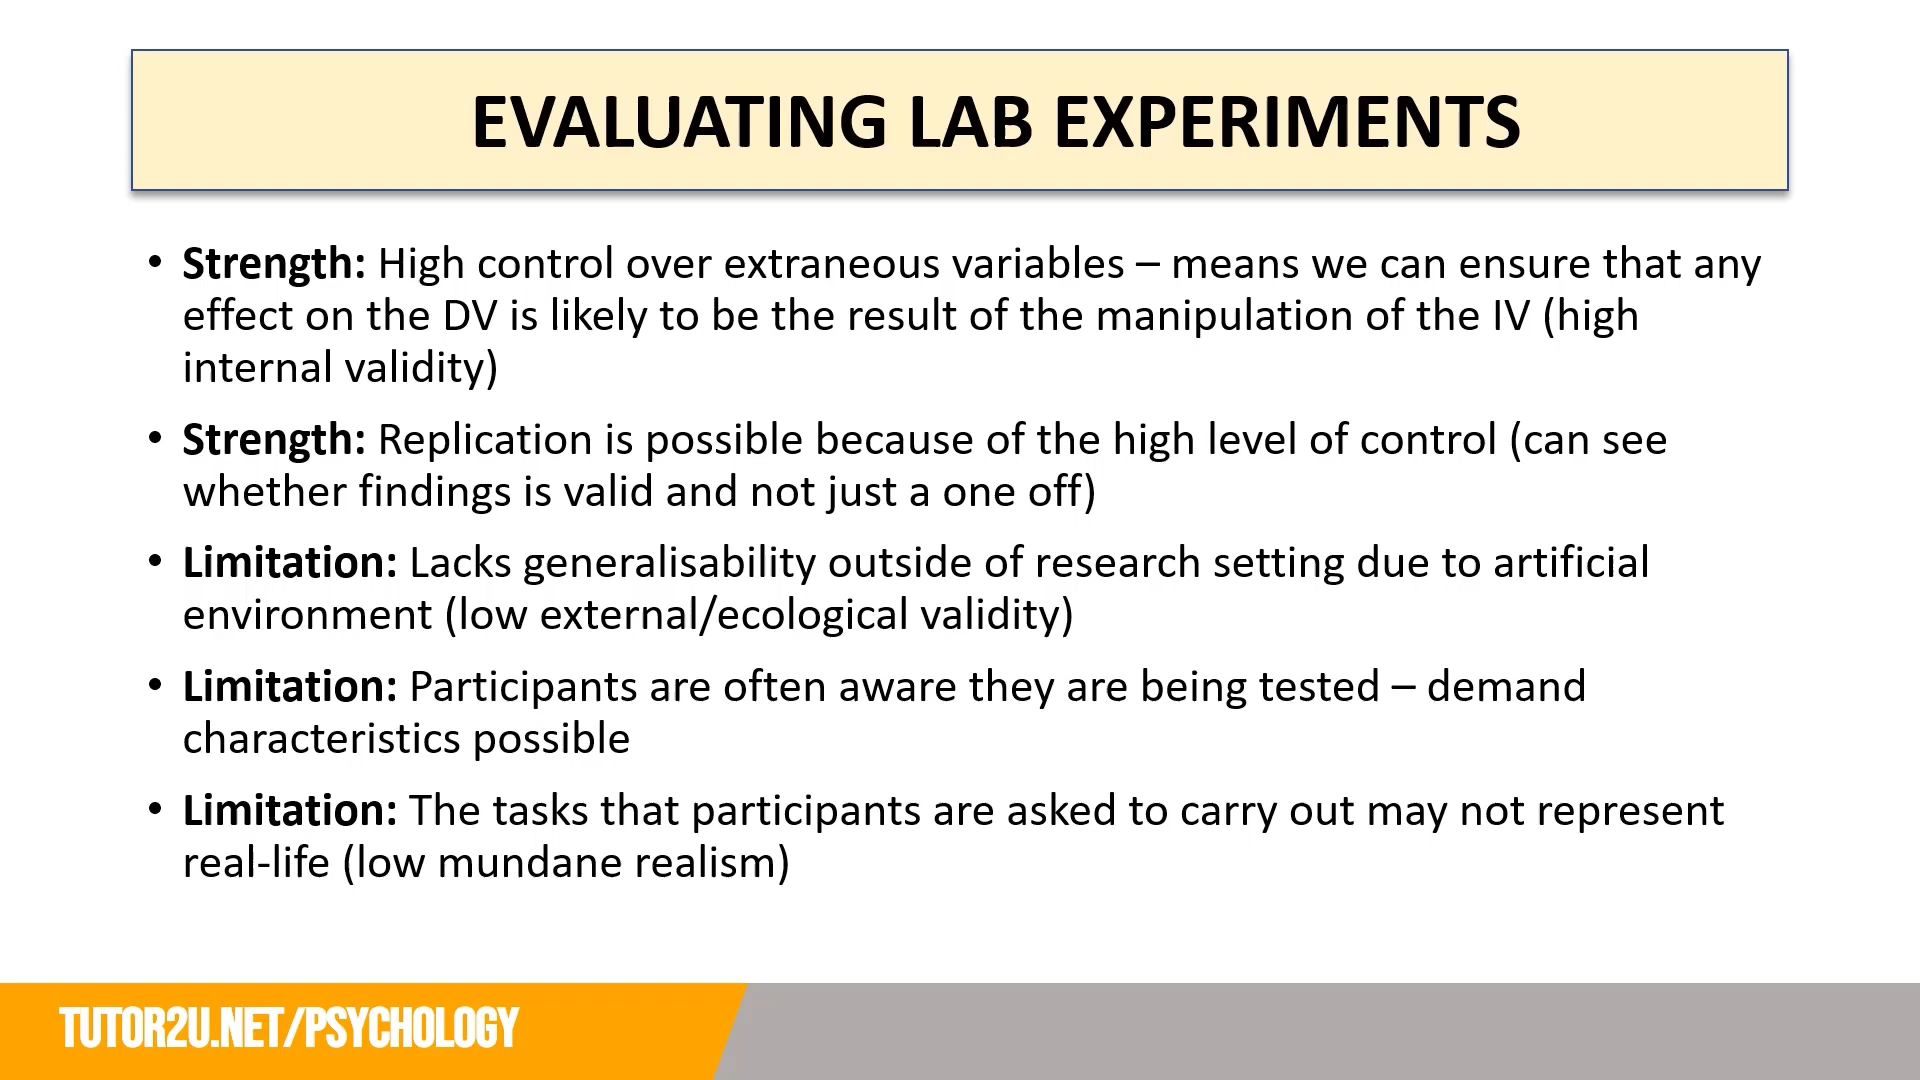 EVALUATING LAB EXPERIMENTS
• Strength: High control over extraneous variables – means we can ensure that any
effect on the DV is likely to be the result of the manipulation of the IV (high
internal validity)
• Strength: Replication is possible because of the high level of control (can see
whether findings is valid and not just a one off)
• Limitation: Lacks generalisability outside of research setting due to artificial
environment (low external/ecological validity)
• Limitation: Participants are often aware they are being tested – demand
characteristics possible
• Limitation: The tasks that participants are asked to carry out may not represent
real-life (low mundane realism)
TUTOR2U.NET/PSYCHOLOGY